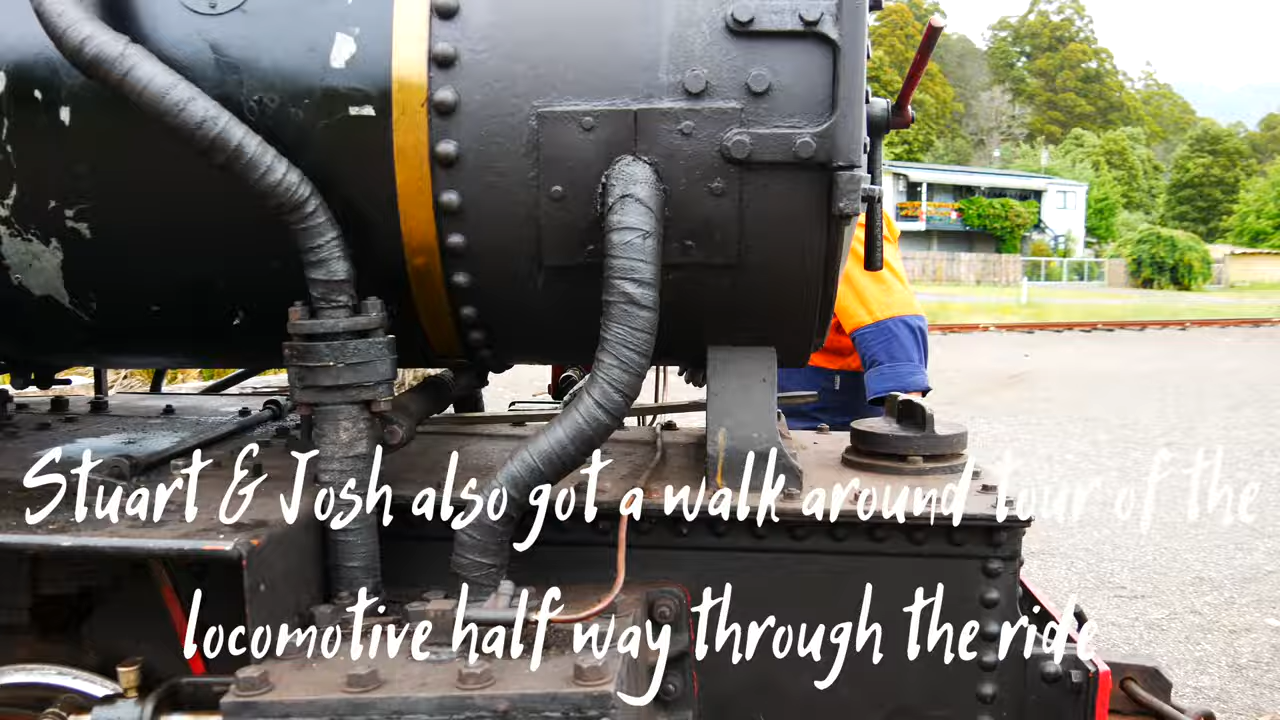 Stuart & Josh also got a walk around tour of the
locomotive half way through the ride